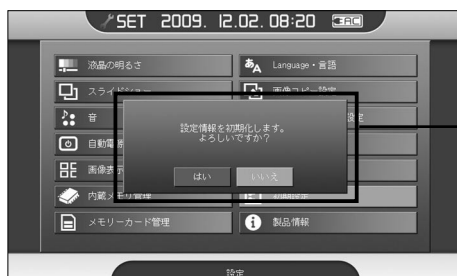 SET 2009. 12.02. 08:20 AC
液晶の明るさ
Language・言語
スライドショー
画像コピー設定
音
設定
設定情報を初期化します。
よろしいですか？
自動電源
画像表示
はい
いいえ
内蔵メモリ管理
初期設定
メモリーカード管理
製品情報
設定